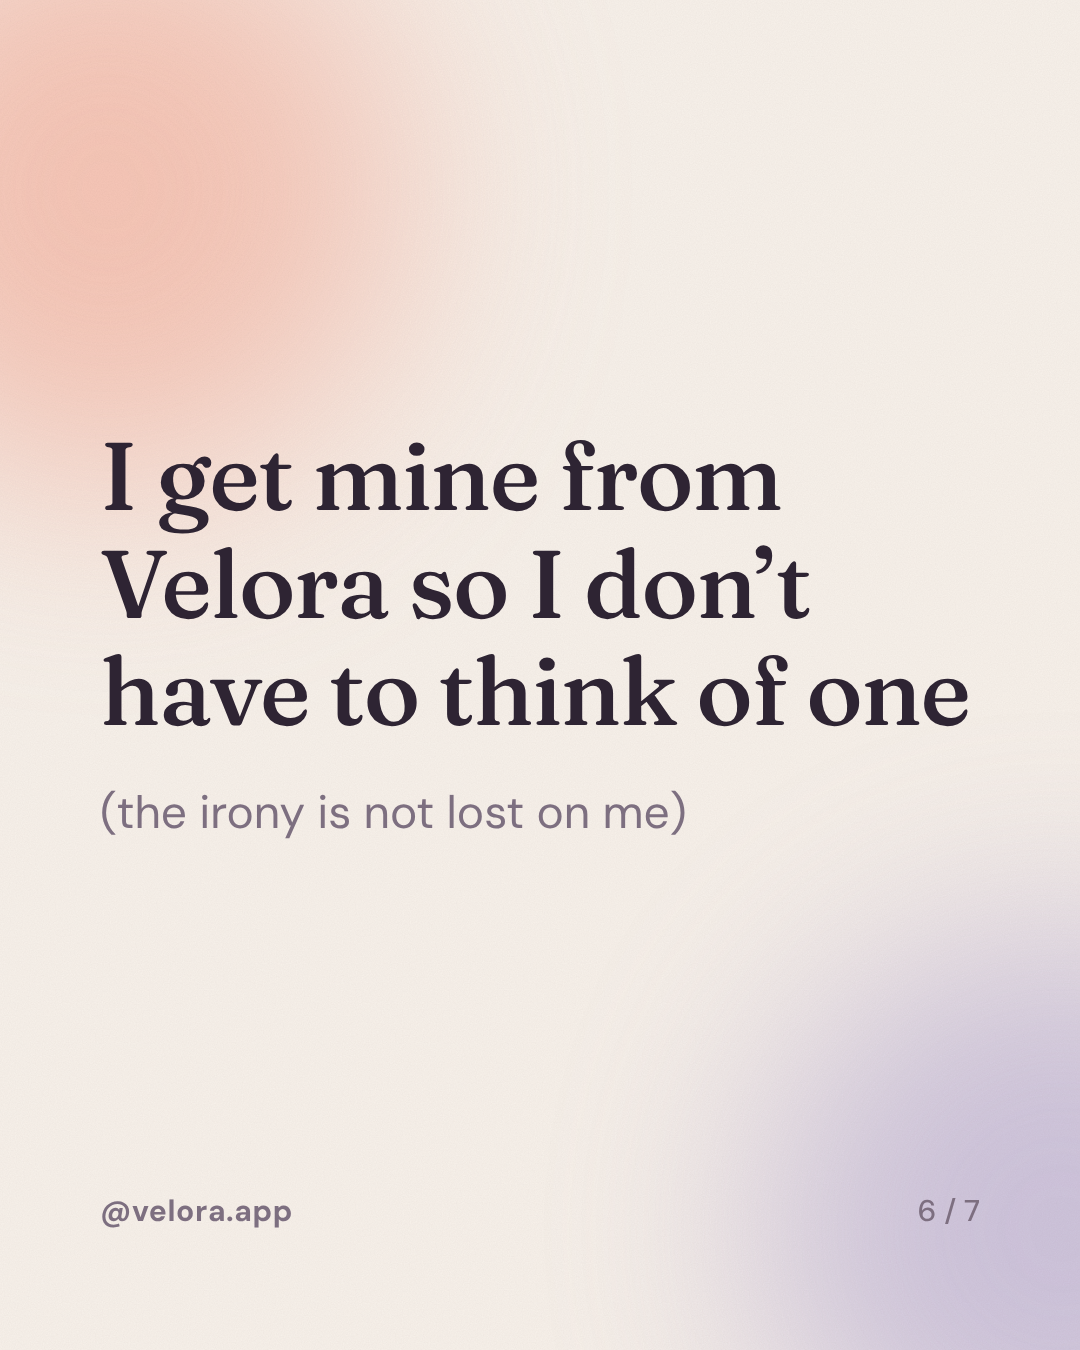 I get mine from
Velora so I don’t
have to think of one
(the irony is not lost on me)
@velora.app
6 / 7